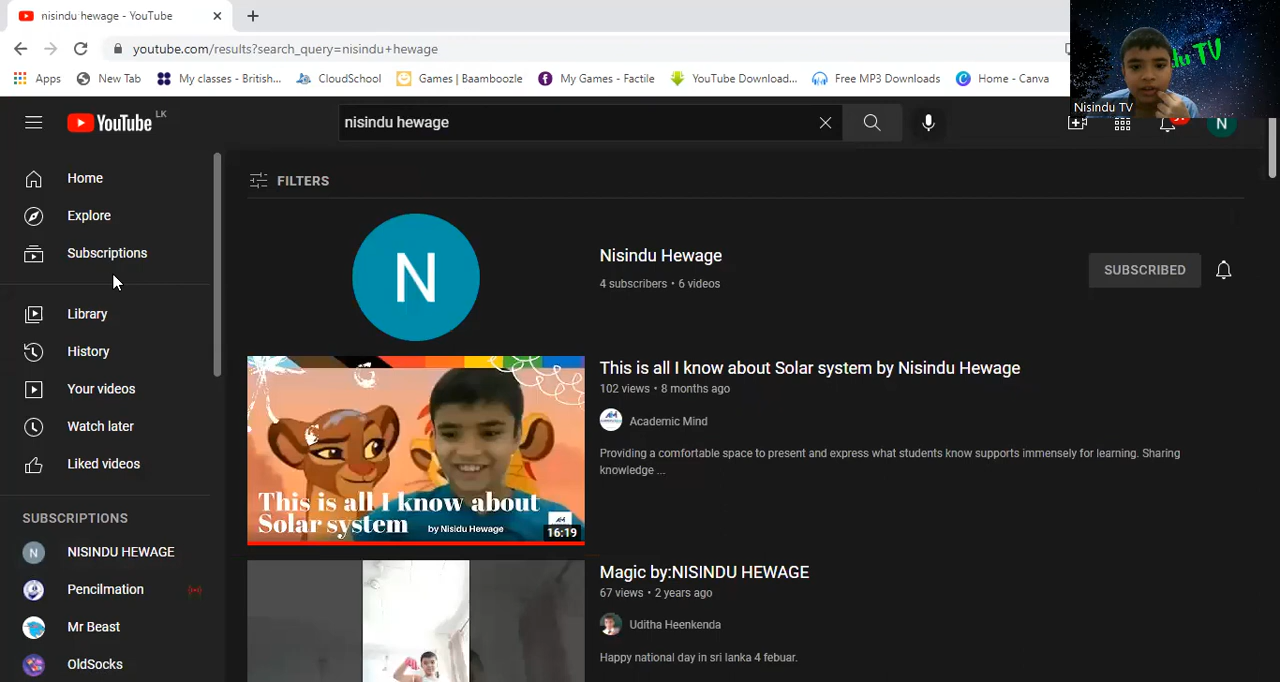 nisindu hewage - YouTube
youtube.com/results?search_query=nisindu+hewage
Apps
New Tab
My classes - British...
CloudSchool
Games | Baamboozle
My Games - Factile
YouTube Download...
Free MP3 Downloads
Home - Canva
du TV
Nisindu TV
YouTube LK
nisindu hewage
N
Home
Explore
Subscriptions
Library
History
Your videos
Watch later
Liked videos
SUBSCRIPTIONS
N NISINDU HEWAGE
Pencilmation
Mr Beast
OldSocks
FILTERS
N
Nisindu Hewage
4 subscribers • 6 videos
SUBSCRIBED
This is all I know about
Solar system
by Nisidu Hewage
16:19
This is all I know about Solar system by Nisindu Hewage
102 views • 8 months ago
Academic Mind
Providing a comfortable space to present and express what students know supports immensely for learning. Sharing
knowledge ...
Magic by:NISINDU HEWAGE
67 views • 2 years ago
Uditha Heenkenda
Happy national day in sri lanka 4 febuar.